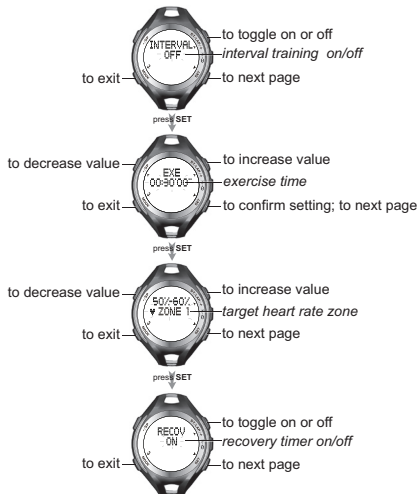 to toggle on or off
INTERVAL
OFF
interval training on/off
to exit
to next page
press SET
to decrease value
to increase value
EXE
00:30'00"
exercise time
to exit
to confirm setting; to next page
press SET
to decrease value
to increase value
50%-60%
♥ ZONE 1
target heart rate zone
to exit
to next page
press SET
to toggle on or off
RECOV
ON
recovery timer on/off
to exit
to next page